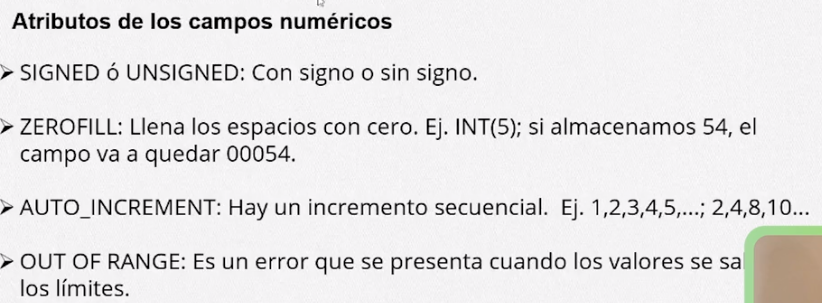 Atributos de los campos numéricos
➤ SIGNED ó UNSIGNED: Con signo o sin signo.
➤ ZEROFILL: Llena los espacios con cero. Ej. INT(5); si almacenamos 54, el
campo va a quedar 00054.
➤ AUTO_INCREMENT: Hay un incremento secuencial. Ej. 1,2,3,4,5,...; 2,4,8,10...
➤ OUT OF RANGE: Es un error que se presenta cuando los valores se
los límites.